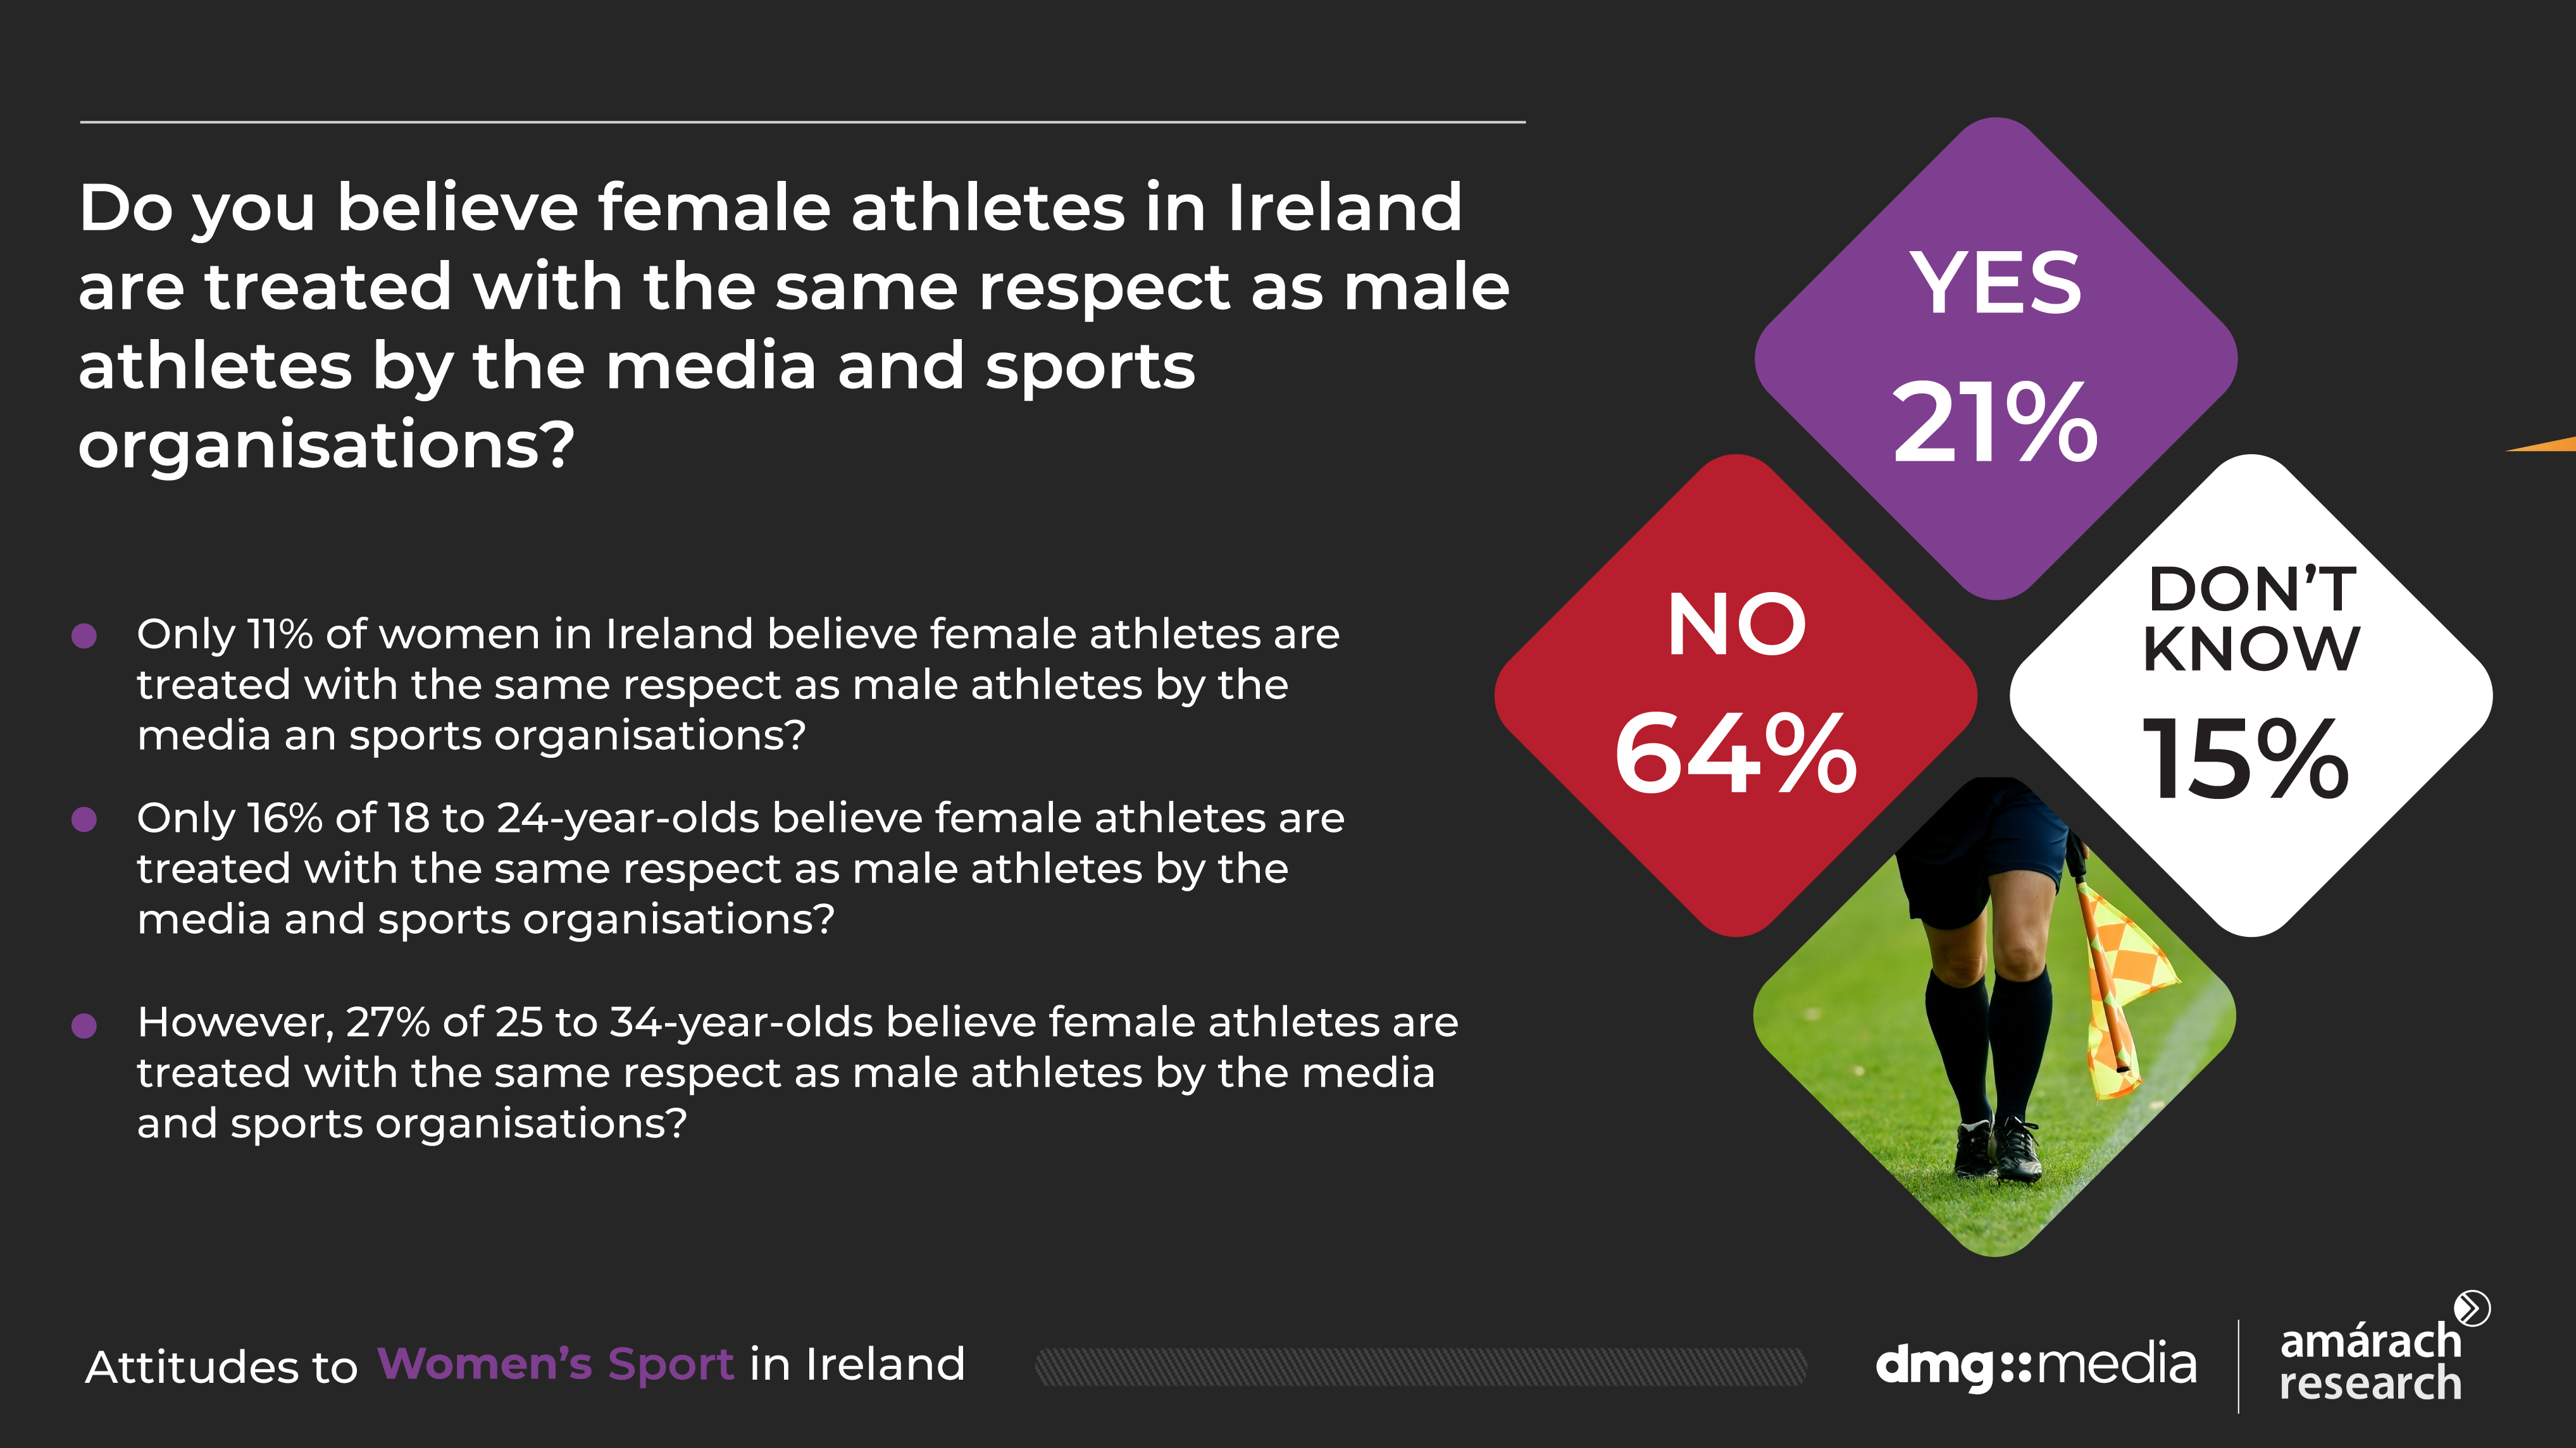 Do you believe female athletes in Ireland
are treated with the same respect as male
athletes by the media and sports
organisations?
Only 11% of women in Ireland believe female athletes are
treated with the same respect as male athletes by the
media an sports organisations?
Only 16% of 18 to 24-year-olds believe female athletes are
treated with the same respect as male athletes by the
media and sports organisations?
However, 27% of 25 to 34-year-olds believe female athletes are
treated with the same respect as male athletes by the media
and sports organisations?
YES
21%
NO
64%
DON'T
KNOW
15%
Attitudes to Women's Sport in Ireland
dmg::media
amárach
research